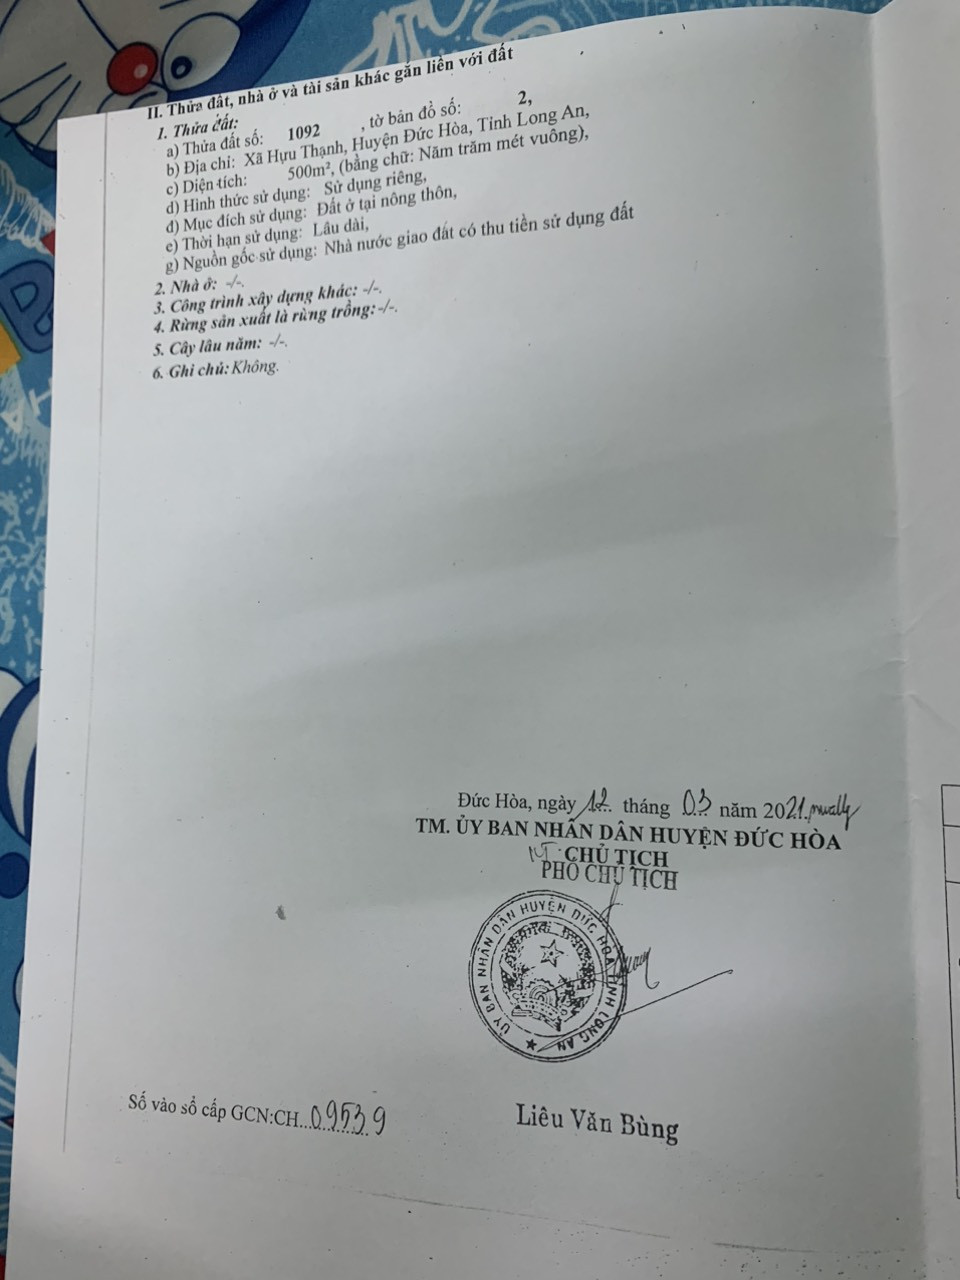 II. Thửa đất, nhà ở và tài sản khác gắn liền với đất
1. Thửa đất:
a) Thửa đất số: 1092 , tờ bản đồ số: 2,
b) Địa chỉ: Xã Hựu Thạnh, Huyện Đức Hòa, Tỉnh Long An,
c) Diện tích: 500m², (bằng chữ: Năm trăm mét vuông),
d) Hình thức sử dụng: Sử dụng riêng,
đ) Mục đích sử dụng: Đất ở tại nông thôn,
e) Thời hạn sử dụng: Lâu dài,
g) Nguồn gốc sử dụng: Nhà nước giao đất có thu tiền sử dụng đất
2. Nhà ở: -/-.
3. Công trình xây dựng khác: -/-.
4. Rừng sản xuất là rừng trồng: -/-.
5. Cây lâu năm: -/-.
6. Ghi chú: Không.
Đức Hòa, ngày 12 tháng 03 năm 2021
TM. ỦY BAN NHÂN DÂN HUYỆN ĐỨC HÒA
KT. CHỦ TỊCH
PHÓ CHỦ TỊCH
ỦY BAN NHÂN DÂN HUYỆN ĐỨC HÒA TỈNH LONG AN
Số vào sổ cấp GCN:CH...09539
Liêu Văn Bùng